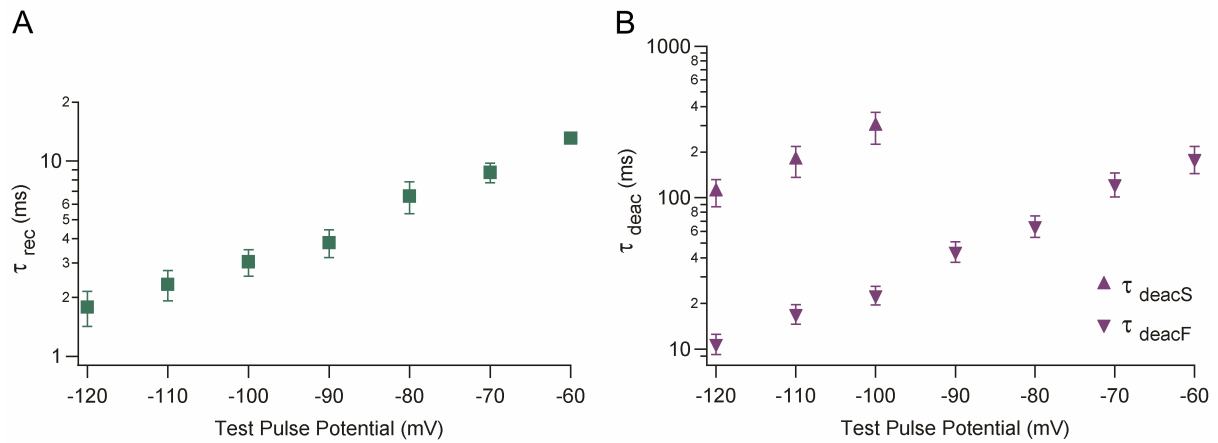 A
2
10
8
6
5
4
3
2
1
τ rec (ms)
-120 -110 -100 -90 -80 -70 -60
Test Pulse Potential (mV)
B
1000
8
6
4
2
100
8
6
4
2
10
τ deac (ms)
τ deacS
τ deacF
-120 -110 -100 -90 -80 -70 -60
Test Pulse Potential (mV)